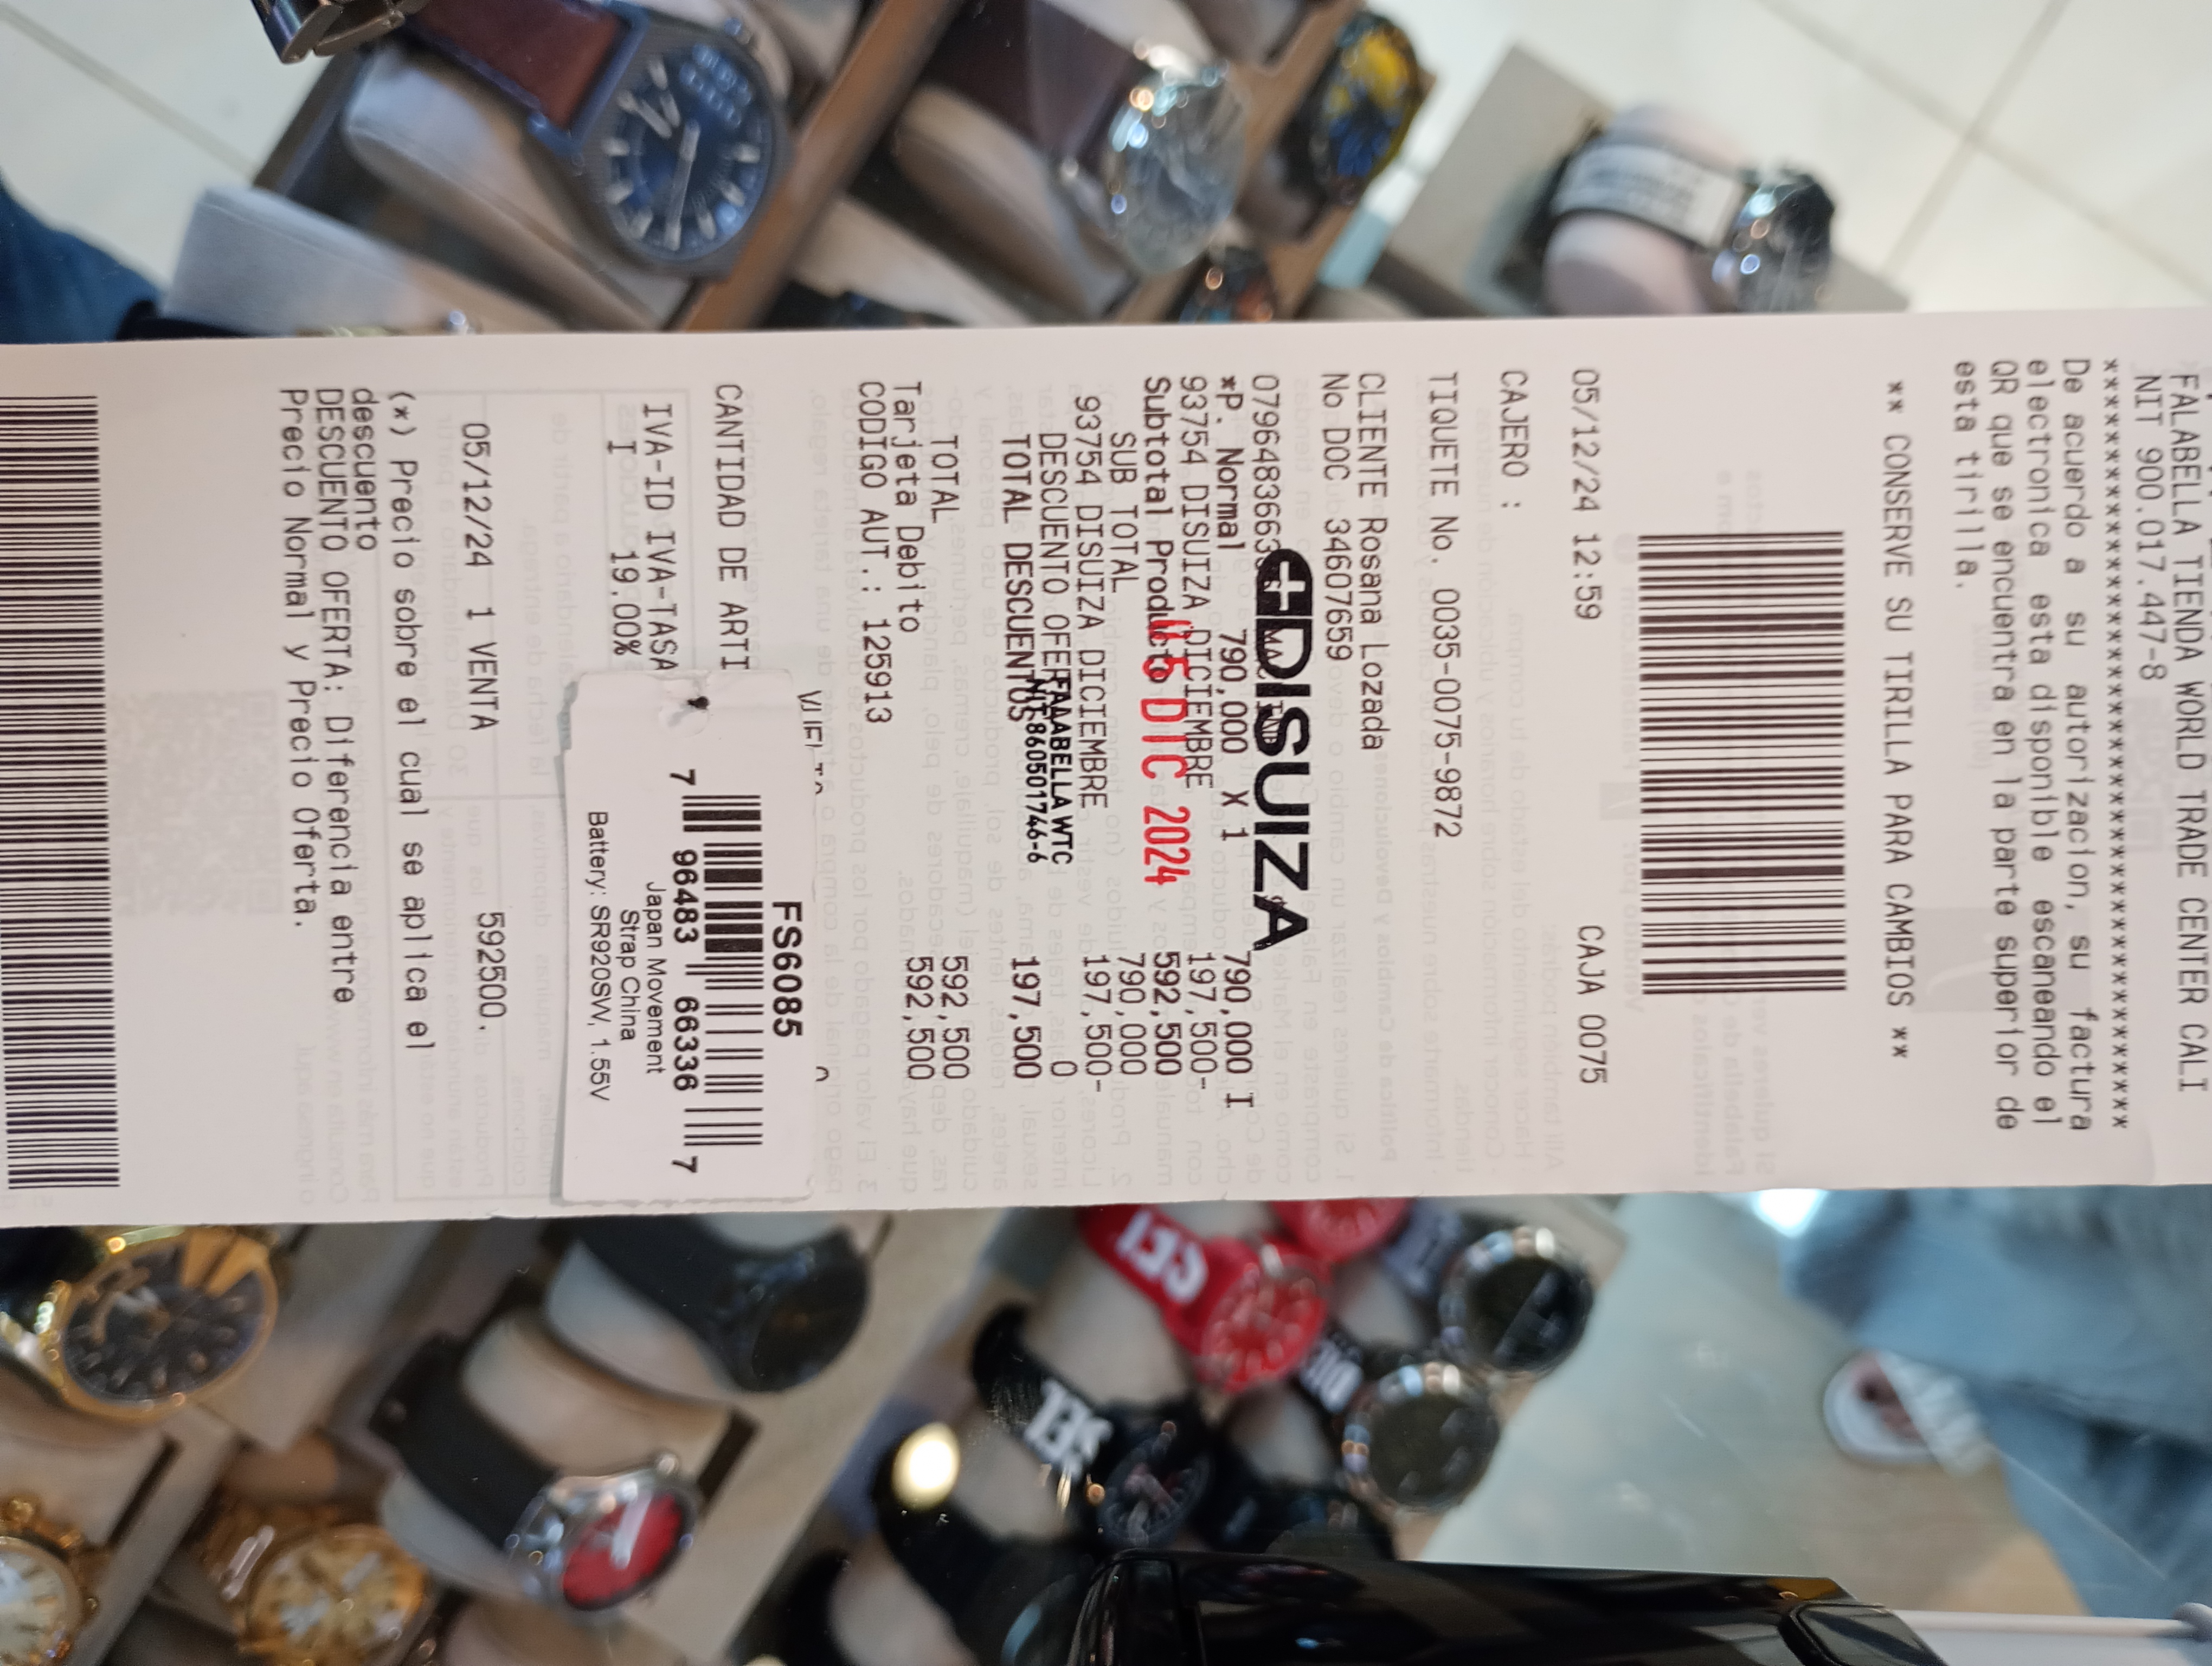 FALABELLA TIENDA WORLD TRADE CENTER CALI
NIT 900.017.447-8
****************************************
De acuerdo a su autorizacion, su factura
electronica esta disponible escaneando el
QR que se encuentra en la parte superior de
esta tirilla.
** CONSERVE SU TIRILLA PARA CAMBIOS **
05/12/24 12:59 CAJA 0075
CAJERO :
TIQUETE No. 0035-0075-9872
CLIENTE Rosana Lozada
No DOC 34607659
DISUIZA
790,000 I
*P. Normal 790,000 X 1
93754 DISUIZA DICIEMBRE 197,500-
Subtotal Producto 592,500
5 DIC 2024
SUB TOTAL 790,000
93754 DISUIZA DICIEMBRE 197,500-
DESCUENTO 0
FAAABELLA WTC
TOTAL DESCUENTOS 197,500
NIT860501746-6
TOTAL 592,500
Tarjeta Debito 592,500
CODIGO AUT.: 125913
CANTIDAD DE ARTI
FS6085
7 96483 66336 7
Japan Movement
Strap China
Battery: SR920SW, 1.55V
IVA-ID IVA-TASA
I 19.00%
05/12/24 1 VENTA 592500.
(*) Precio sobre el cual se aplica el
descuento
DESCUENTO OFERTA: Diferencia entre
Precio Normal y Precio Oferta.